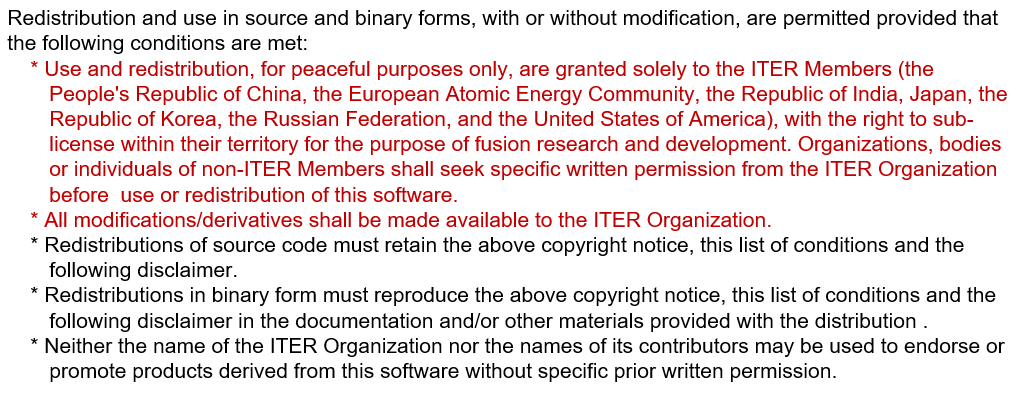 Redistribution and use in source and binary forms, with or without modification, are permitted provided that
the following conditions are met:
* Use and redistribution, for peaceful purposes only, are granted solely to the ITER Members (the
People's Republic of China, the European Atomic Energy Community, the Republic of India, Japan, the
Republic of Korea, the Russian Federation, and the United States of America), with the right to sub-
license within their territory for the purpose of fusion research and development. Organizations, bodies
or individuals of non-ITER Members shall seek specific written permission from the ITER Organization
before  use or redistribution of this software.
* All modifications/derivatives shall be made available to the ITER Organization.
* Redistributions of source code must retain the above copyright notice, this list of conditions and the
following disclaimer.
* Redistributions in binary form must reproduce the above copyright notice, this list of conditions and the
following disclaimer in the documentation and/or other materials provided with the distribution .
* Neither the name of the ITER Organization nor the names of its contributors may be used to endorse or
promote products derived from this software without specific prior written permission.